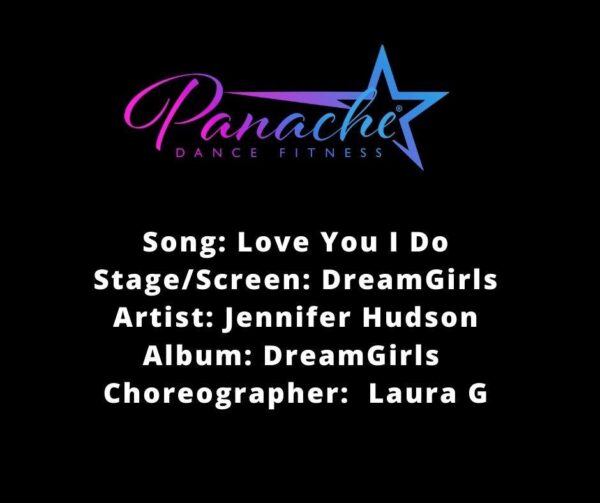 Panache®
DANCE FITNESS
Song: Love You I Do
Stage/Screen: DreamGirls
Artist: Jennifer Hudson
Album: DreamGirls
Choreographer:  Laura G